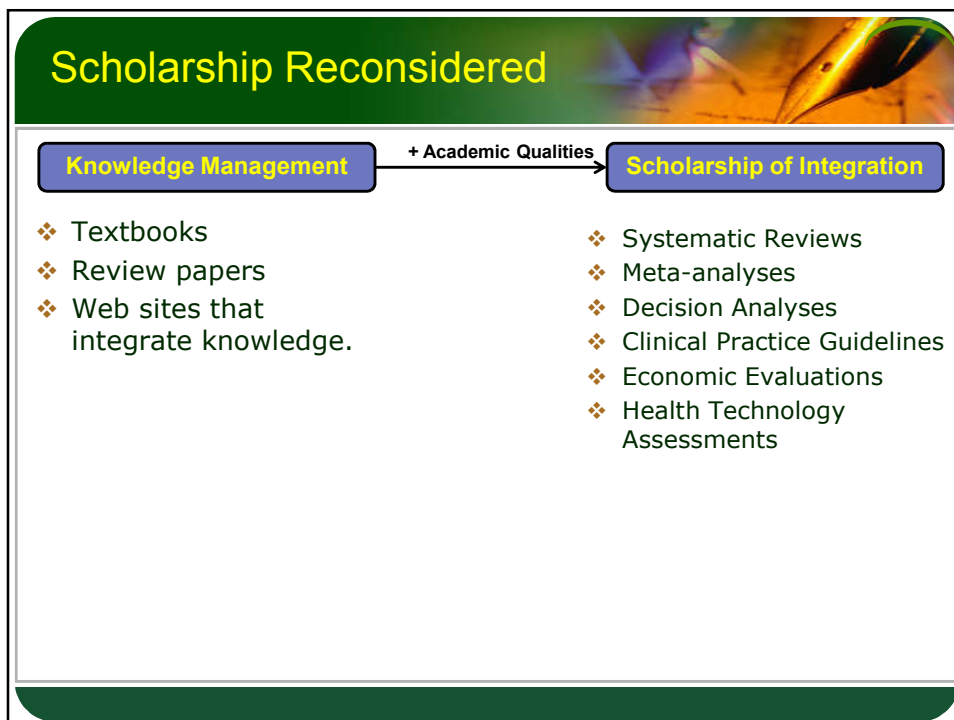 Scholarship Reconsidered
Knowledge Management
+ Academic Qualities
Scholarship of Integration
❖ Textbooks
❖ Review papers
❖ Web sites that
integrate knowledge.
❖ Systematic Reviews
❖ Meta-analyses
❖ Decision Analyses
❖ Clinical Practice Guidelines
❖ Economic Evaluations
❖ Health Technology
Assessments